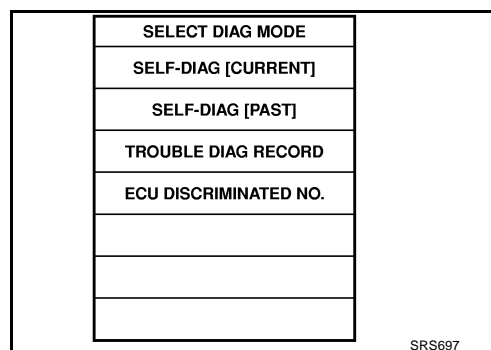 SELECT DIAG MODE
SELF-DIAG [CURRENT]
SELF-DIAG [PAST]
TROUBLE DIAG RECORD
ECU DISCRIMINATED NO.
SRS697